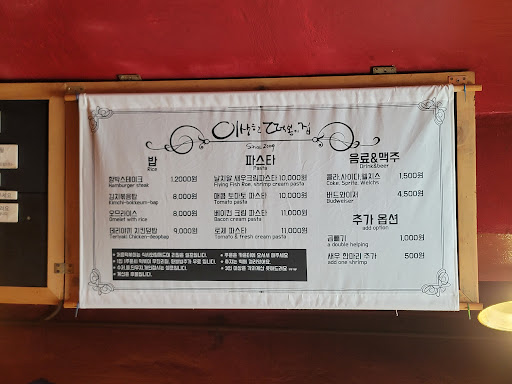 이상한
Since 2009
밥
Rice
함박스테이크 1,2000원
hamburger steak
김치볶음밥 8,000원
Kimchi-bokkeum-bap
오므라이스 8,000원
Omelet with rice
데리야끼 치킨덮밥 9,000원
Teriyaki Chicken-deopbap
파스타
Pasta
날치알 새우크림파스타 10,000원
Flying Fish Roe, shrimp cream pasta
매콤 토마토 파스타 10,000원
Tomato pasta
베이컨 크림 파스타 11,000원
Bacon cream pasta
로제 파스타 11,000원
Tomato & fresh cream pasta
음료&맥주
Drink&beer
콜라,사이다,웰치스 1,500원
Coke, Sprite, Welchs
버드와이저 4,500원
Budweiser
추가 옵션
add option
곱빼기 1,000원
a double helping
새우 한마리 추가 500원
add one shrimp